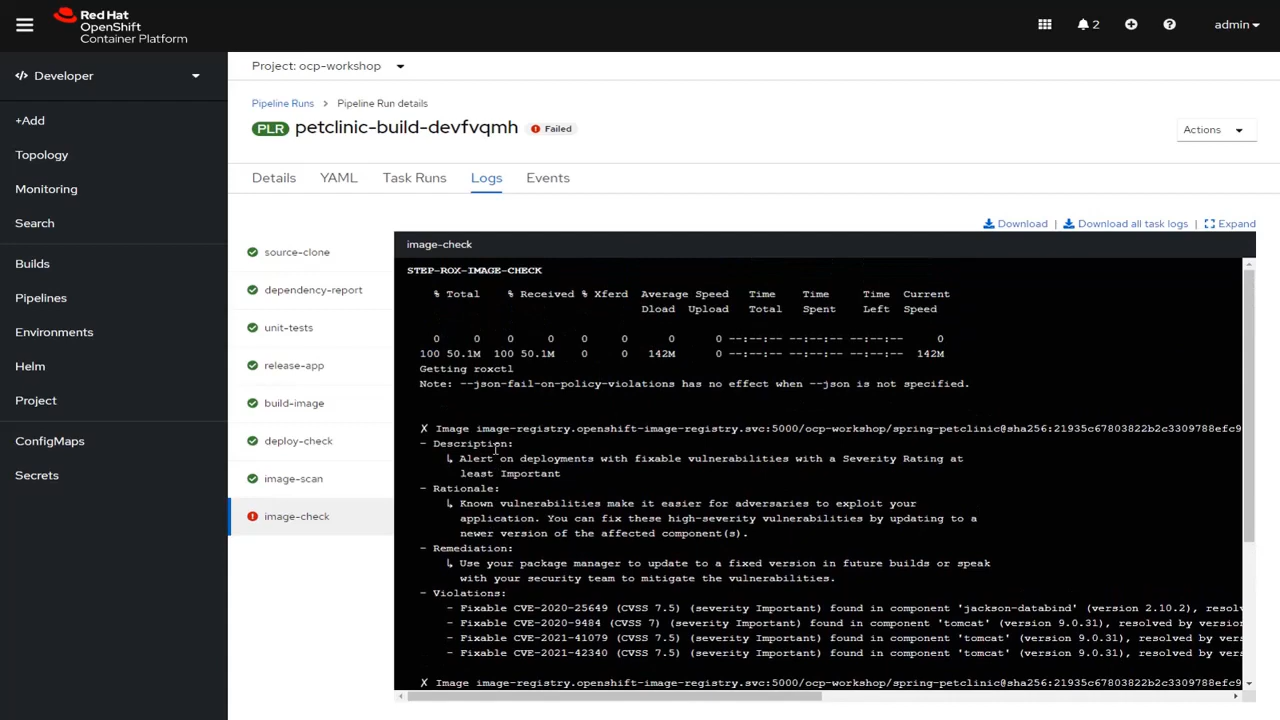 Red Hat
OpenShift
Container Platform
2
admin
Developer
Project: ocp-workshop
Pipeline Runs > Pipeline Run details
PLR petclinic-build-devfvqmh Failed
Actions
+Add
Topology
Monitoring
Search
Builds
Pipelines
Environments
Helm
Project
ConfigMaps
Secrets
Details YAML Task Runs Logs Events
Download | Download all task logs | Expand
source-clone
dependency-report
unit-tests
release-app
build-image
deploy-check
image-scan
image-check
image-check
STEP-ROX-IMAGE-CHECK
% Total % Received % Xferd Average Speed Time Time Time Current
Dload Upload Total Spent Left Speed
0 0 0 0 0 0 0 0 --:--:-- --:--:-- --:--:-- 0
100 50.1M 100 50.1M 0 0 142M 0 --:--:-- --:--:-- --:--:-- 142M
Getting roxctl
Note: --json-fail-on-policy-violations has no effect when --json is not specified.
✗ Image image-registry.openshift-image-registry.svc:5000/ocp-workshop/spring-petclinic@sha256:21935c67803822b2c3309788efc9
- Description:
↳ Alert on deployments with fixable vulnerabilities with a Severity Rating at
least Important
- Rationale:
↳ Known vulnerabilities make it easier for adversaries to exploit your
application. You can fix these high-severity vulnerabilities by updating to a
newer version of the affected component(s).
- Remediation:
↳ Use your package manager to update to a fixed version in future builds or speak
with your security team to mitigate the vulnerabilities.
- Violations:
- Fixable CVE-2020-25649 (CVSS 7.5) (severity Important) found in component 'jackson-databind' (version 2.10.2), resolv
- Fixable CVE-2020-9484 (CVSS 7) (severity Important) found in component 'tomcat' (version 9.0.31), resolved by version
- Fixable CVE-2021-41079 (CVSS 7.5) (severity Important) found in component 'tomcat' (version 9.0.31), resolved by vers
- Fixable CVE-2021-42340 (CVSS 7.5) (severity Important) found in component 'tomcat' (version 9.0.31), resolved by vers
✗ Image image-registry.openshift-image-registry.svc:5000/ocp-workshop/spring-petclinic@sha256:21935c67803822b2c3309788efc9